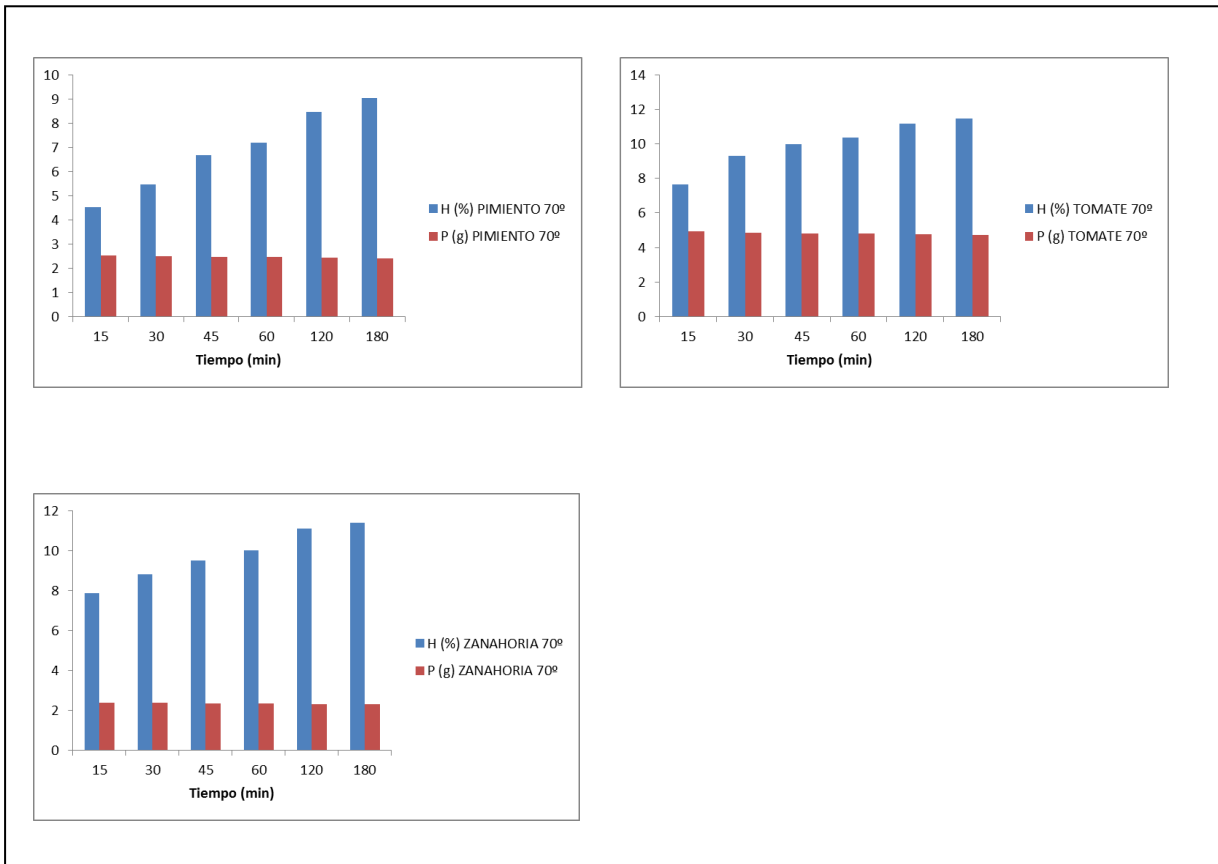 10
9
8
7
6
5
4
3
2
1
0
15 30 45 60 120 180
Tiempo (min)
H (%) PIMIENTO 70º
P (g) PIMIENTO 70º
14
12
10
8
6
4
2
0
15 30 45 60 120 180
Tiempo (min)
H (%) TOMATE 70º
P (g) TOMATE 70º
12
10
8
6
4
2
0
15 30 45 60 120 180
Tiempo (min)
H (%) ZANAHORIA 70º
P (g) ZANAHORIA 70º